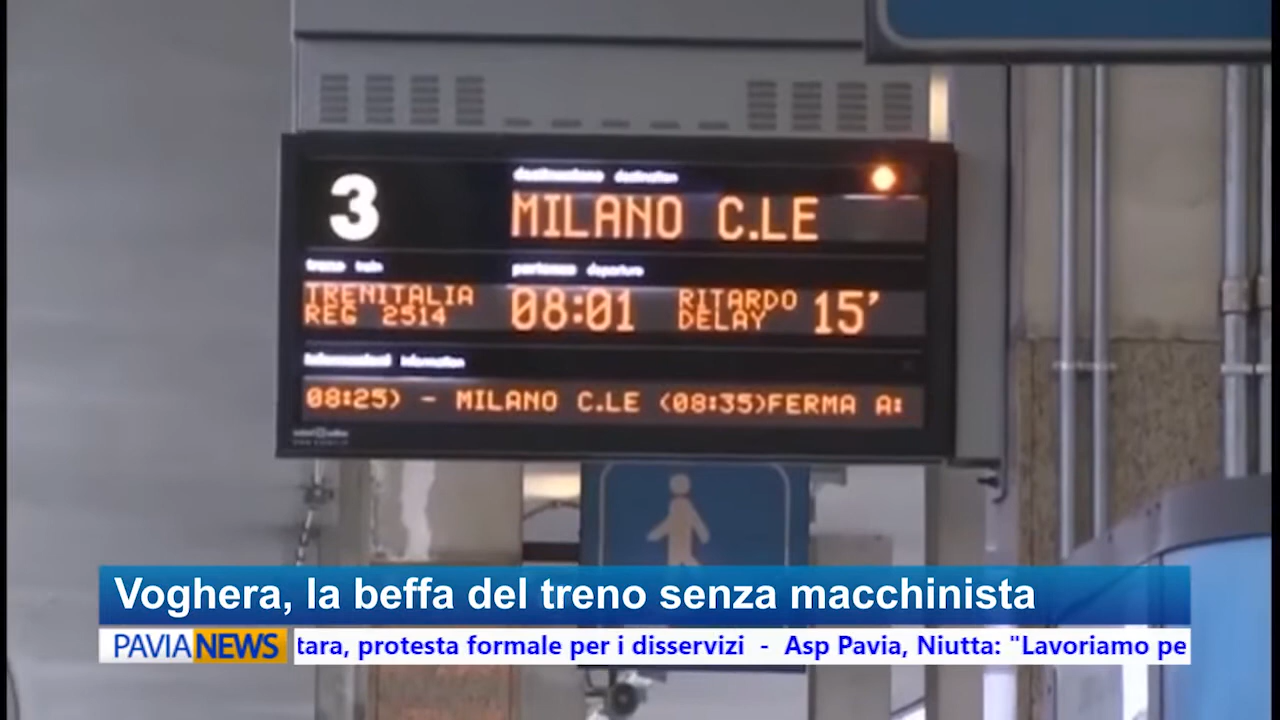 3
destinazione destination
MILANO C.LE
treno train
partenza departure
TRENITALIA
REG 2514
08:01
RITARDO
DELAY
15'
informazioni information
08:25) - MILANO C.LE (08:35)FERMA A:
Voghera, la beffa del treno senza macchinista
PAVIA NEWS
tara, protesta formale per i disservizi - Asp Pavia, Niutta: "Lavoriamo pe